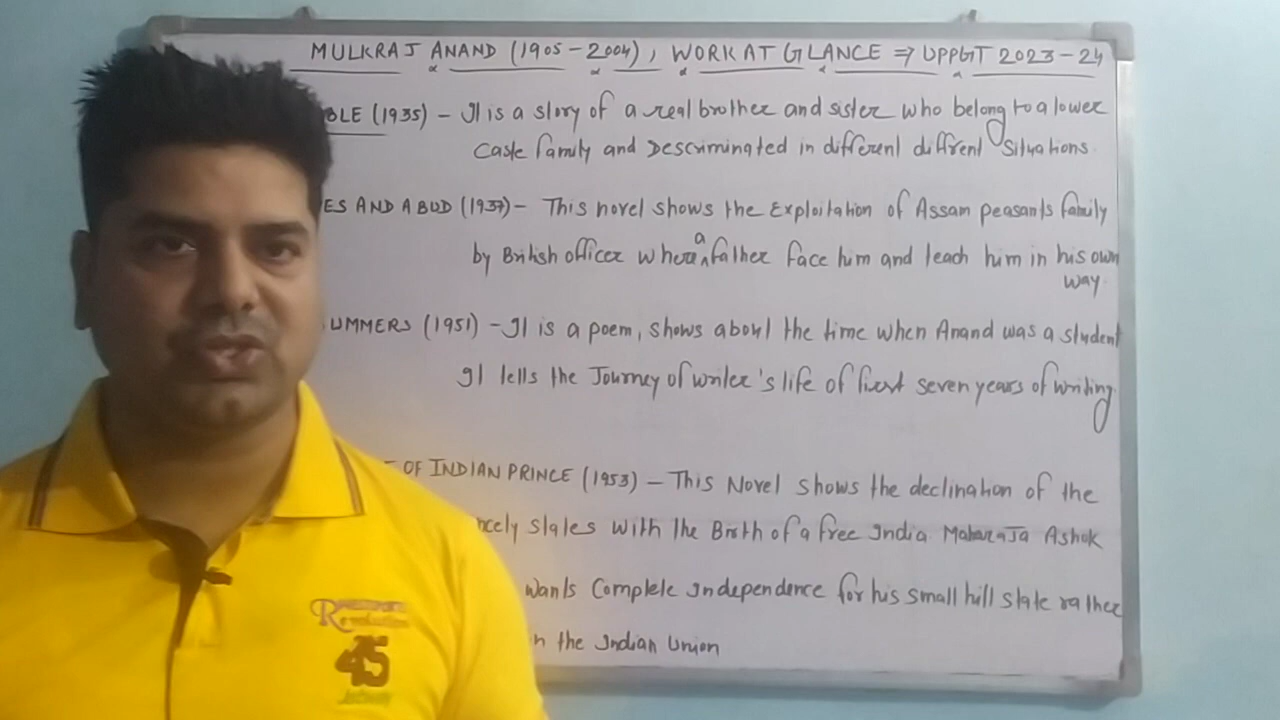 MULKRAJ ANAND (1905-2004), WORK AT GLANCE ⇒ UPPGT 2023-24
BLE (1935) - It is a story of a real brother and sister who belong to a lower
caste family and Descriminated in different diffrent Situations.
ES AND A BUD (1937) - This novel shows the Exploitation of Assam peasants family
by British officer where a father face him and teach him in his own
way.
UMMERS (1951) - It is a poem, shows about the time when Anand was a student
It tells the Journey of writer's life of first seven years of writing.
OF INDIAN PRINCE (1953) - This Novel shows the declination of the
ncely states with the Birth of a free India. Maharaja Ashok
wants Complete independence for his small hill state rather
n the Indian Union
Revolution
45